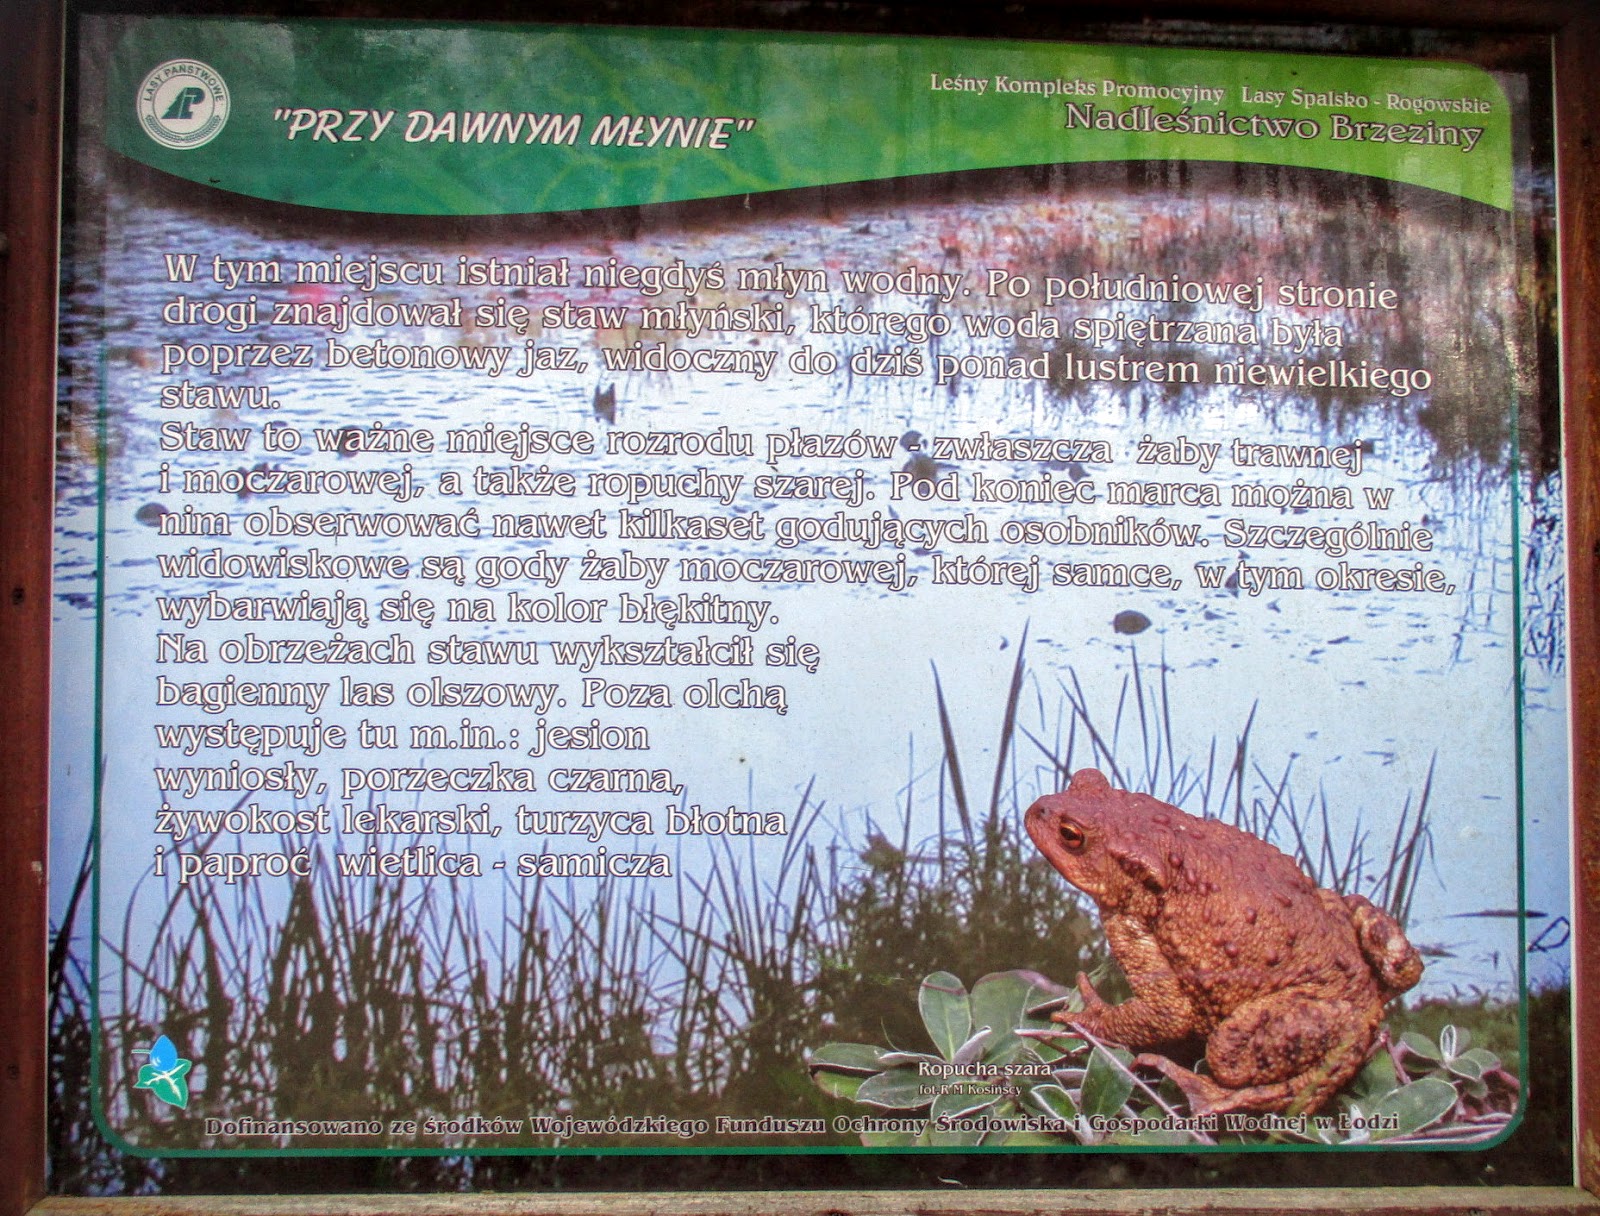 LASY PAŃSTWOWE
"PRZY DAWNYM MŁYNIE"
Leśny Kompleks Promocyjny Lasy Spalsko - Rogowskie
Nadleśnictwo Brzeziny
W tym miejscu istniał niegdyś młyn wodny. Po południowej stronie
drogi znajdował się staw młyński, którego woda spiętrzana była
poprzez betonowy jaz, widoczny do dziś ponad lustrem niewielkiego
stawu.
Staw to ważne miejsce rozrodu płazów - zwłaszcza żaby trawnej
i moczarowej, a także ropuchy szarej. Pod koniec marca można w
nim obserwować nawet kilkaset godujących osobników. Szczególnie
widowiskowe są gody żaby moczarowej, której samce, w tym okresie,
wybarwiają się na kolor błękitny.
Na obrzeżach stawu wykształcił się
bagienny las olszowy. Poza olchą
występuje tu m.in.: jesion
wyniosły, porzeczka czarna,
żywokost lekarski, turzyca błotna
i paproć wietlica - samicza
Ropucha szara
fot. R M Kosińscy
Dofinansowano ze środków Wojewódzkiego Funduszu Ochrony Środowiska i Gospodarki Wodnej w Łodzi